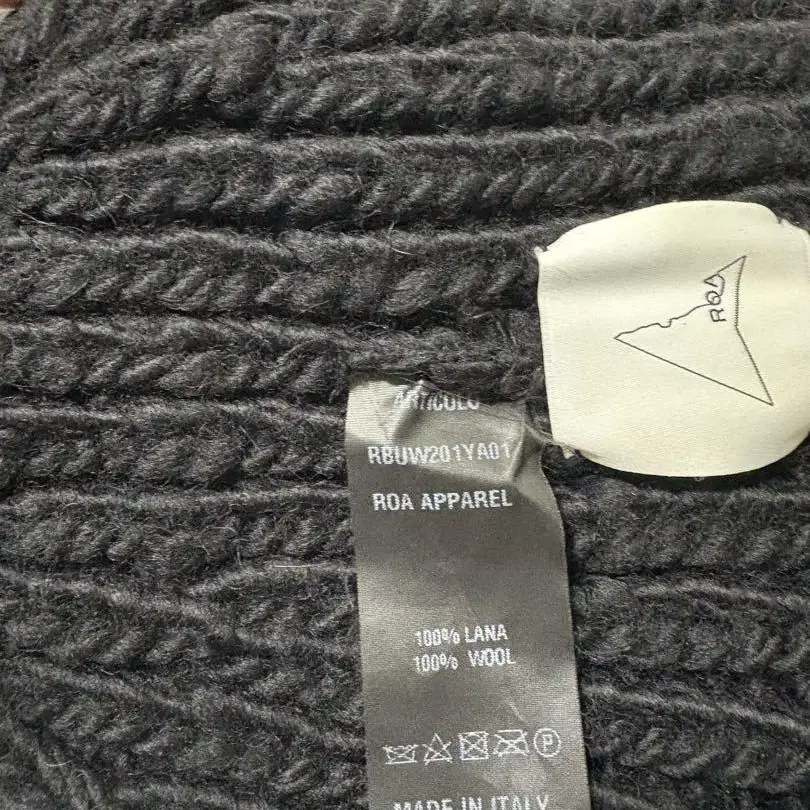 ROA
ARTICOLO
RBUW201YA01
ROA APPAREL
100% LANA
100% WOOL
P
MADE IN ITALY